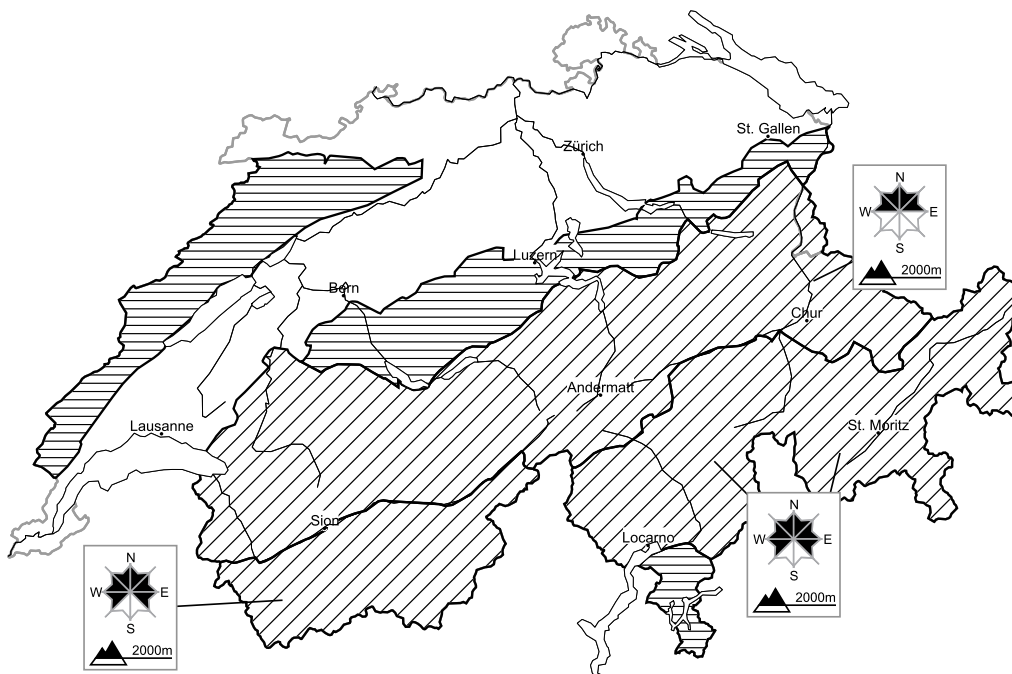 St. Gallen
Zürich
N
W E
S
2000m
Luzern
Bern
Chur
Andermatt
Lausanne
St. Moritz
N
W E
S
2000m
Sion
Locarno
N
W E
S
2000m